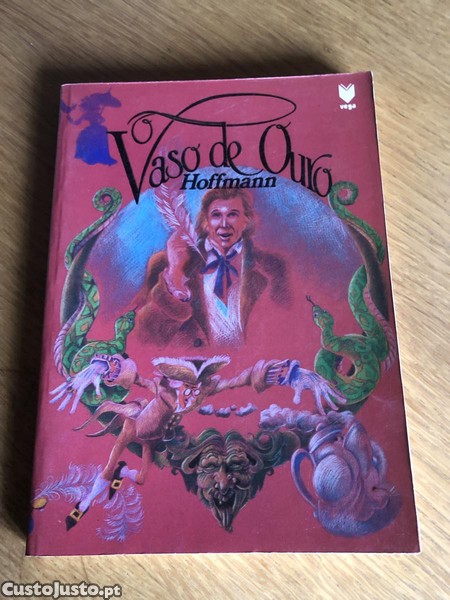 O Vaso de Ouro
Hoffmann
vega
CustoJusto.pt